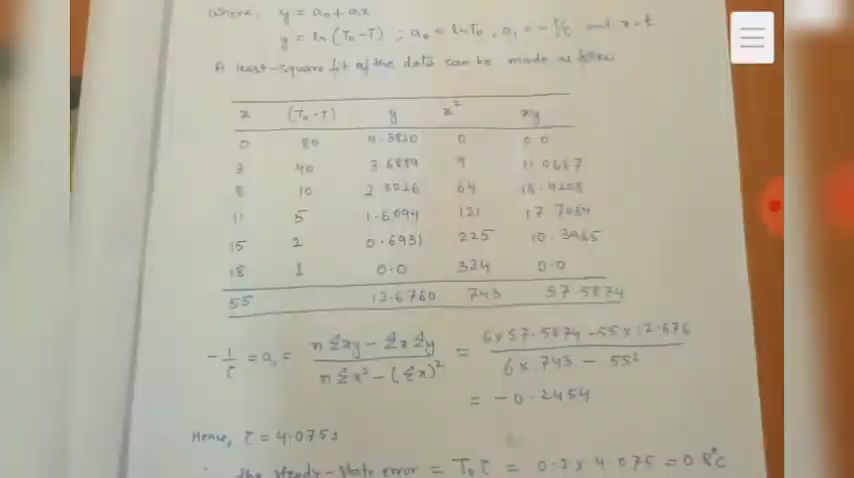 Where, y = a₀ + a₁x
y = ln (T₀-T) ; a₀ = ln T₀, a₁ = -1/τ and x = t
A least-square fit of the data can be made as follow
x (T₀-T) y x² xy
0 80 4.3820 0 0.0
3 40 3.6889 9 11.0667
8 10 2.3026 64 18.4208
11 5 1.6094 121 17.7034
15 2 0.6931 225 10.3965
18 1 0.0 324 0.0
55 12.6760 743 57.5874
-1/τ = a₁ = (nΣxy - ΣxΣy) / (nΣx² - (Σx)²) = (6×57.5874 - 55×12.676) / (6×743 - 55²)
= -0.2454
Hence, τ = 4.075s
The steady-state error = T₀τ = 0.2×4.075 = 0.8°C